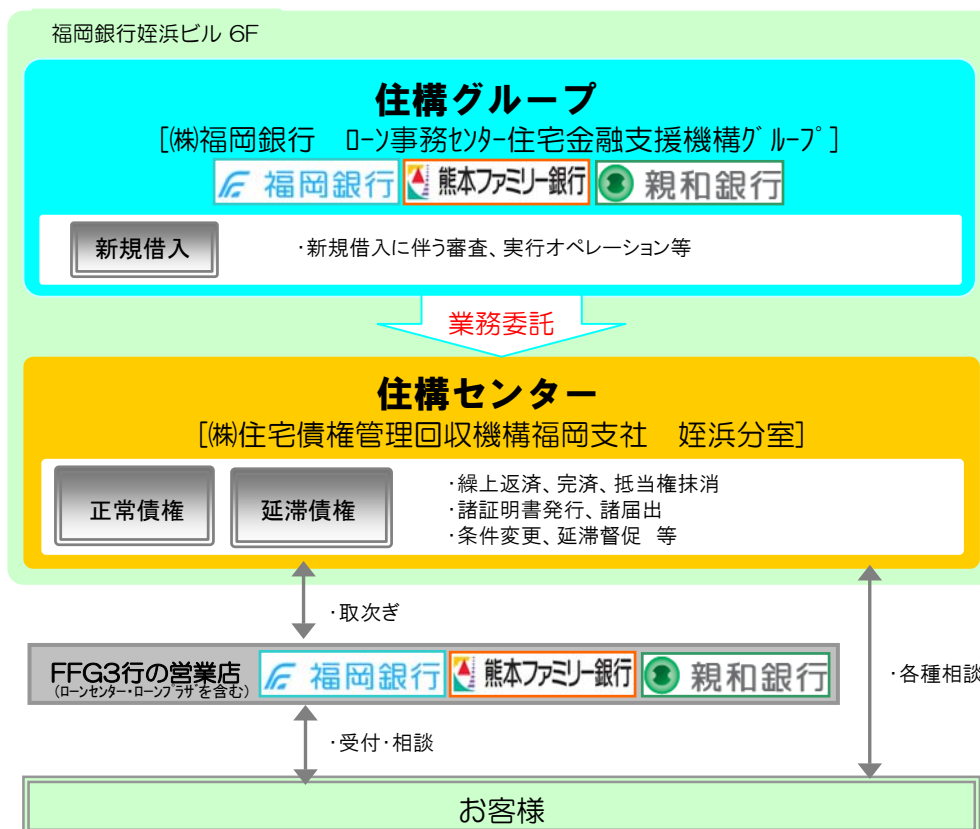 福岡銀行姪浜ビル 6F
住構グループ
[㈱福岡銀行　ﾛｰﾝ事務ｾﾝﾀｰ住宅金融支援機構ｸﾞﾙｰﾌﾟ]
福岡銀行 熊本ファミリー銀行 親和銀行
新規借入 ・新規借入に伴う審査、実行オペレーション等
業務委託
住構センター
[㈱住宅債権管理回収機構福岡支社　姪浜分室]
正常債権 延滞債権
・繰上返済、完済、抵当権抹消
・諸証明書発行、諸届出
・条件変更、延滞督促 等
・取次ぎ
FFG3行の営業店
(ﾛｰﾝｾﾝﾀｰ・ﾛｰﾝﾌﾟﾗｻﾞを含む)
福岡銀行 熊本ファミリー銀行 親和銀行
・各種相談
・受付・相談
お客様